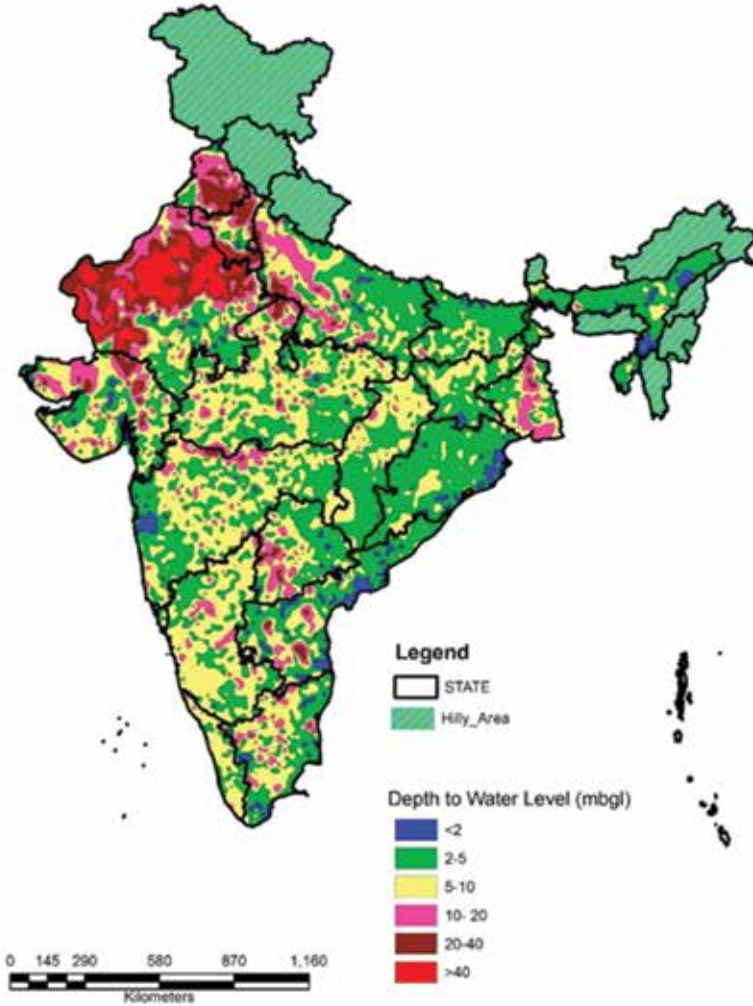 Legend
STATE
Hilly_Area
Depth to Water Level (mbgl)
<2
2-5
5-10
10- 20
20-40
>40
0 145 290 580 870 1,160
Kilometers